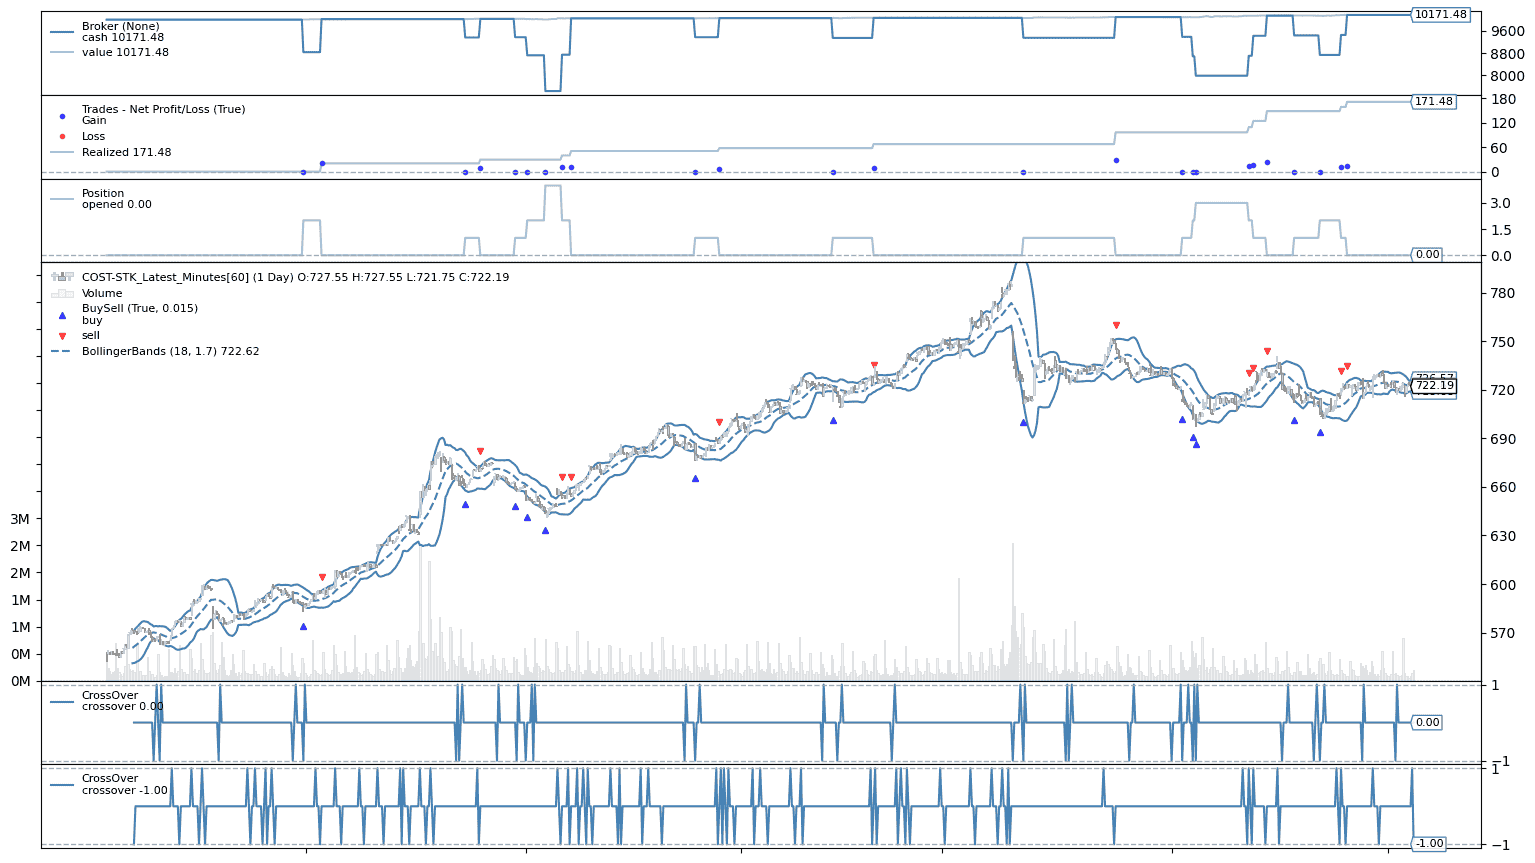 Broker (None)
cash 10171.48
value 10171.48
10171.48
9600
8800
8000
Trades - Net Profit/Loss (True)
Gain
Loss
Realized 171.48
171.48
180
120
60
0
Position
opened 0.00
3.0
1.5
0.0
0.00
COST-STK_Latest_Minutes[60] (1 Day) O:727.55 H:727.55 L:721.75 C:722.19
Volume
BuySell (True, 0.015)
buy
sell
BollingerBands (18, 1.7) 722.62
780
750
720
690
660
630
600
570
722.19
3M
2M
2M
1M
1M
0M
0M
CrossOver
crossover 0.00
1
0.00
−1
CrossOver
crossover -1.00
1
-1.00
−1